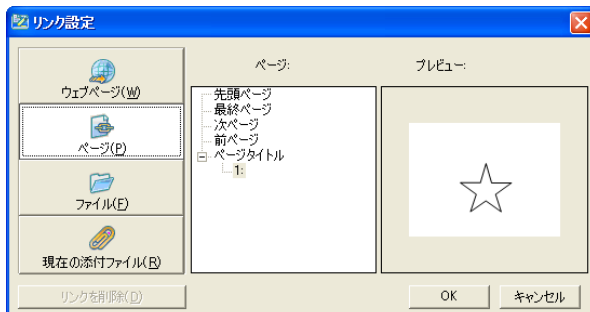 リンク設定
ウェブページ(W)
ページ(P)
ファイル(F)
現在の添付ファイル(R)
リンクを削除(D)
ページ:
先頭ページ
最終ページ
次ページ
前ページ
ページタイトル
1:
プレビュー:
OK
キャンセル